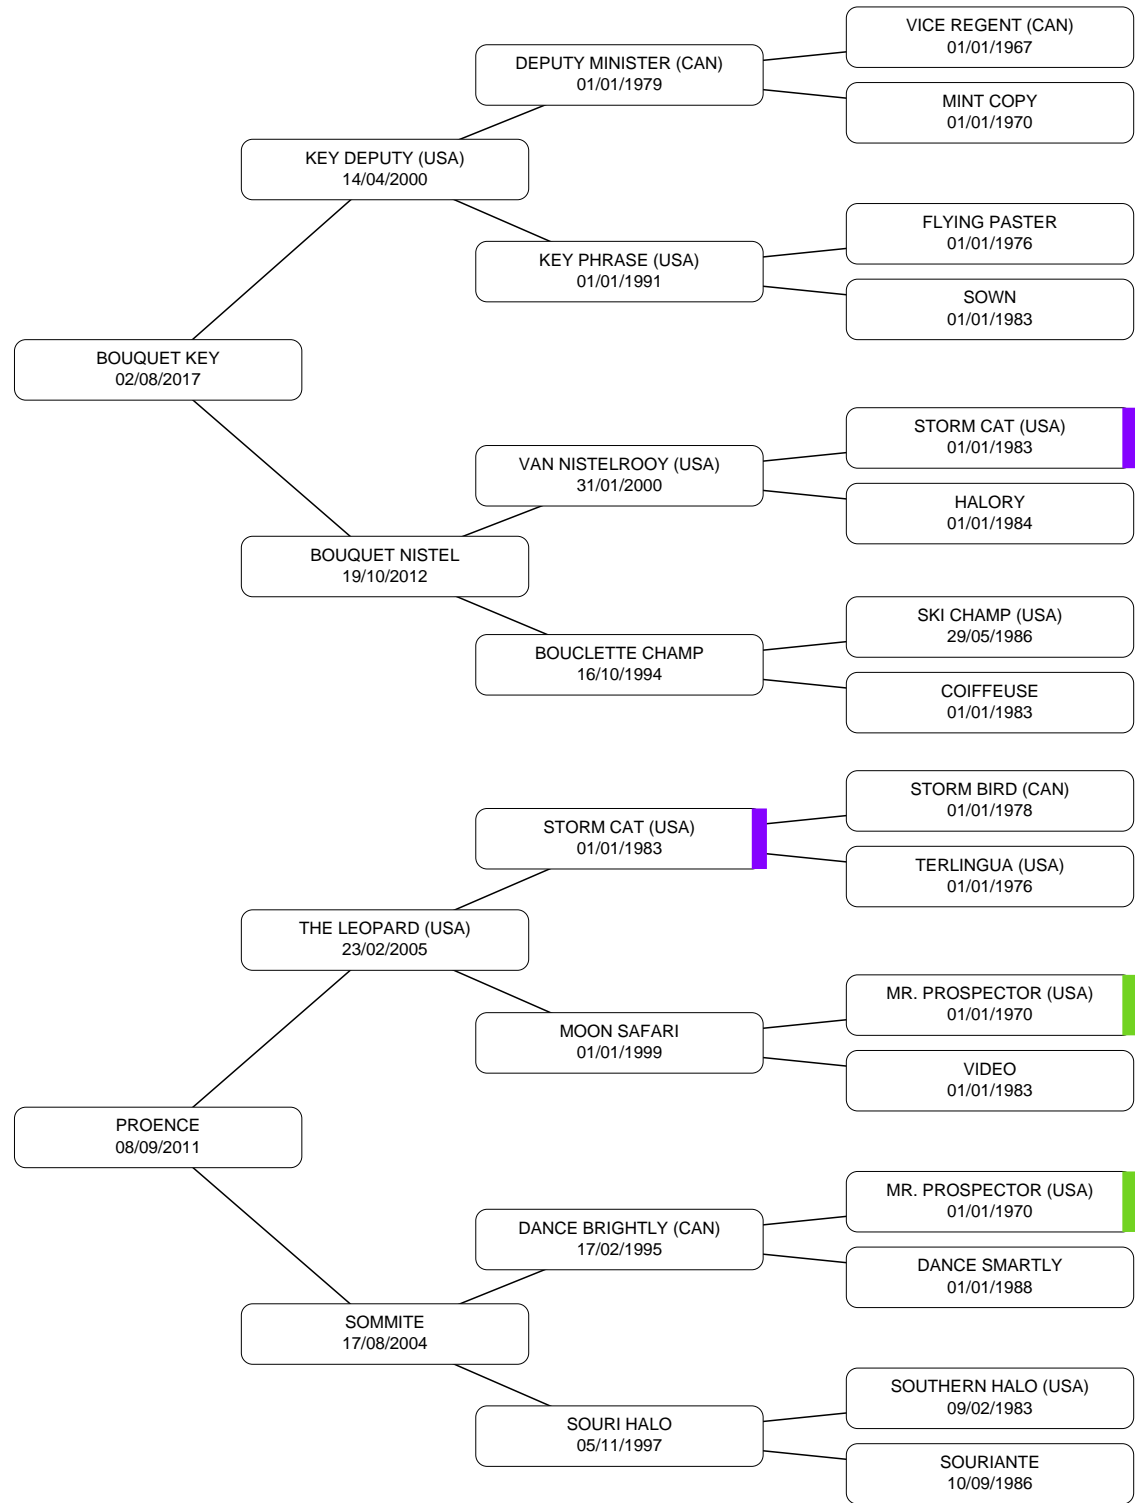 VICE REGENT (CAN)
01/01/1967
DEPUTY MINISTER (CAN)
01/01/1979
MINT COPY
01/01/1970
KEY DEPUTY (USA)
14/04/2000
FLYING PASTER
01/01/1976
KEY PHRASE (USA)
01/01/1991
SOWN
01/01/1983
BOUQUET KEY
02/08/2017
STORM CAT (USA)
01/01/1983
VAN NISTELROOY (USA)
31/01/2000
HALORY
01/01/1984
BOUQUET NISTEL
19/10/2012
SKI CHAMP (USA)
29/05/1986
BOUCLETTE CHAMP
16/10/1994
COIFFEUSE
01/01/1983
STORM BIRD (CAN)
01/01/1978
STORM CAT (USA)
01/01/1983
TERLINGUA (USA)
01/01/1976
THE LEOPARD (USA)
23/02/2005
MR. PROSPECTOR (USA)
01/01/1970
MOON SAFARI
01/01/1999
VIDEO
01/01/1983
PROENCE
08/09/2011
MR. PROSPECTOR (USA)
01/01/1970
DANCE BRIGHTLY (CAN)
17/02/1995
DANCE SMARTLY
01/01/1988
SOMMITE
17/08/2004
SOUTHERN HALO (USA)
09/02/1983
SOURI HALO
05/11/1997
SOURIANTE
10/09/1986